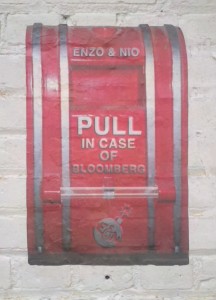 ENZO & NIO
PULL
IN CASE
OF
BLOOMBERG